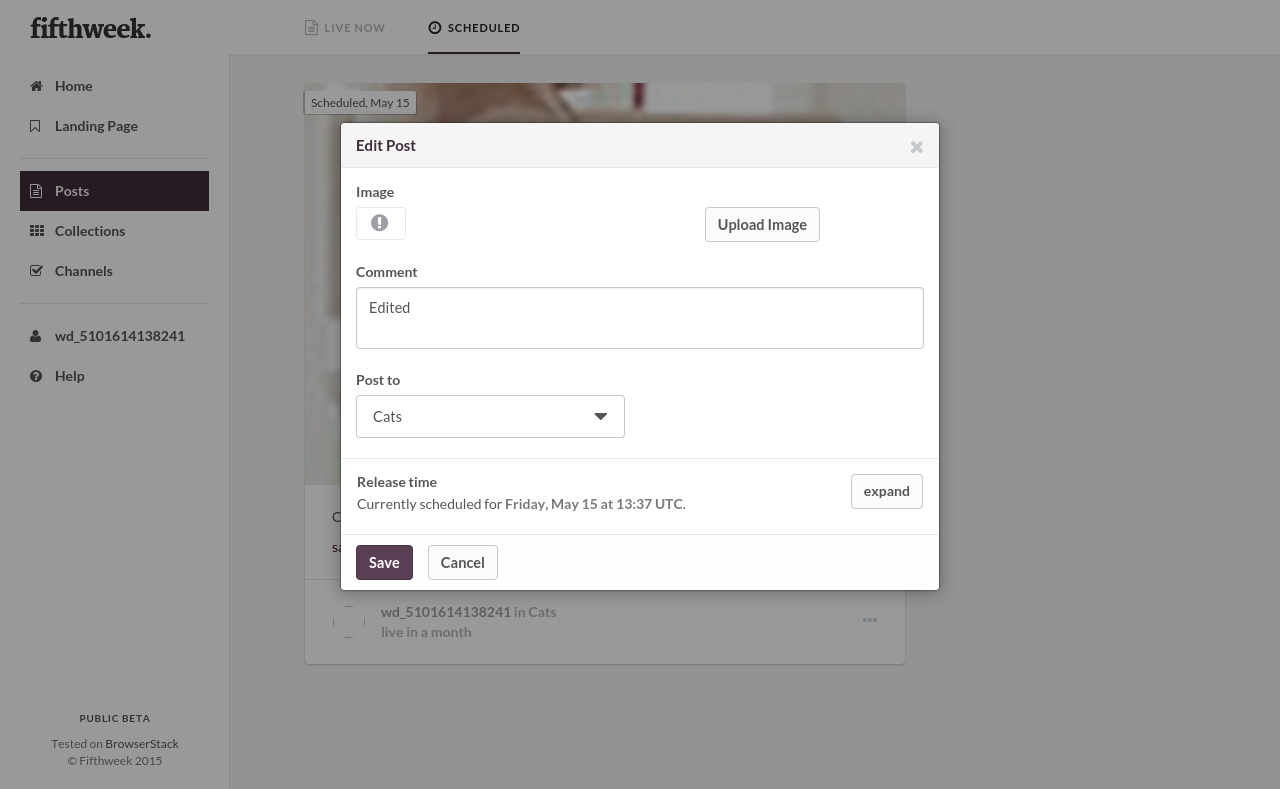 fifthweek.
LIVE NOW
SCHEDULED
Home
Landing Page
Posts
Collections
Channels
wd_5101614138241
Help
PUBLIC BETA
Tested on BrowserStack
© Fifthweek 2015
Scheduled, May 15
Edit Post
Image
Upload Image
Comment
Edited
Post to
Cats
Release time
Currently scheduled for Friday, May 15 at 13:37 UTC.
expand
Save
Cancel
wd_5101614138241 in Cats
live in a month